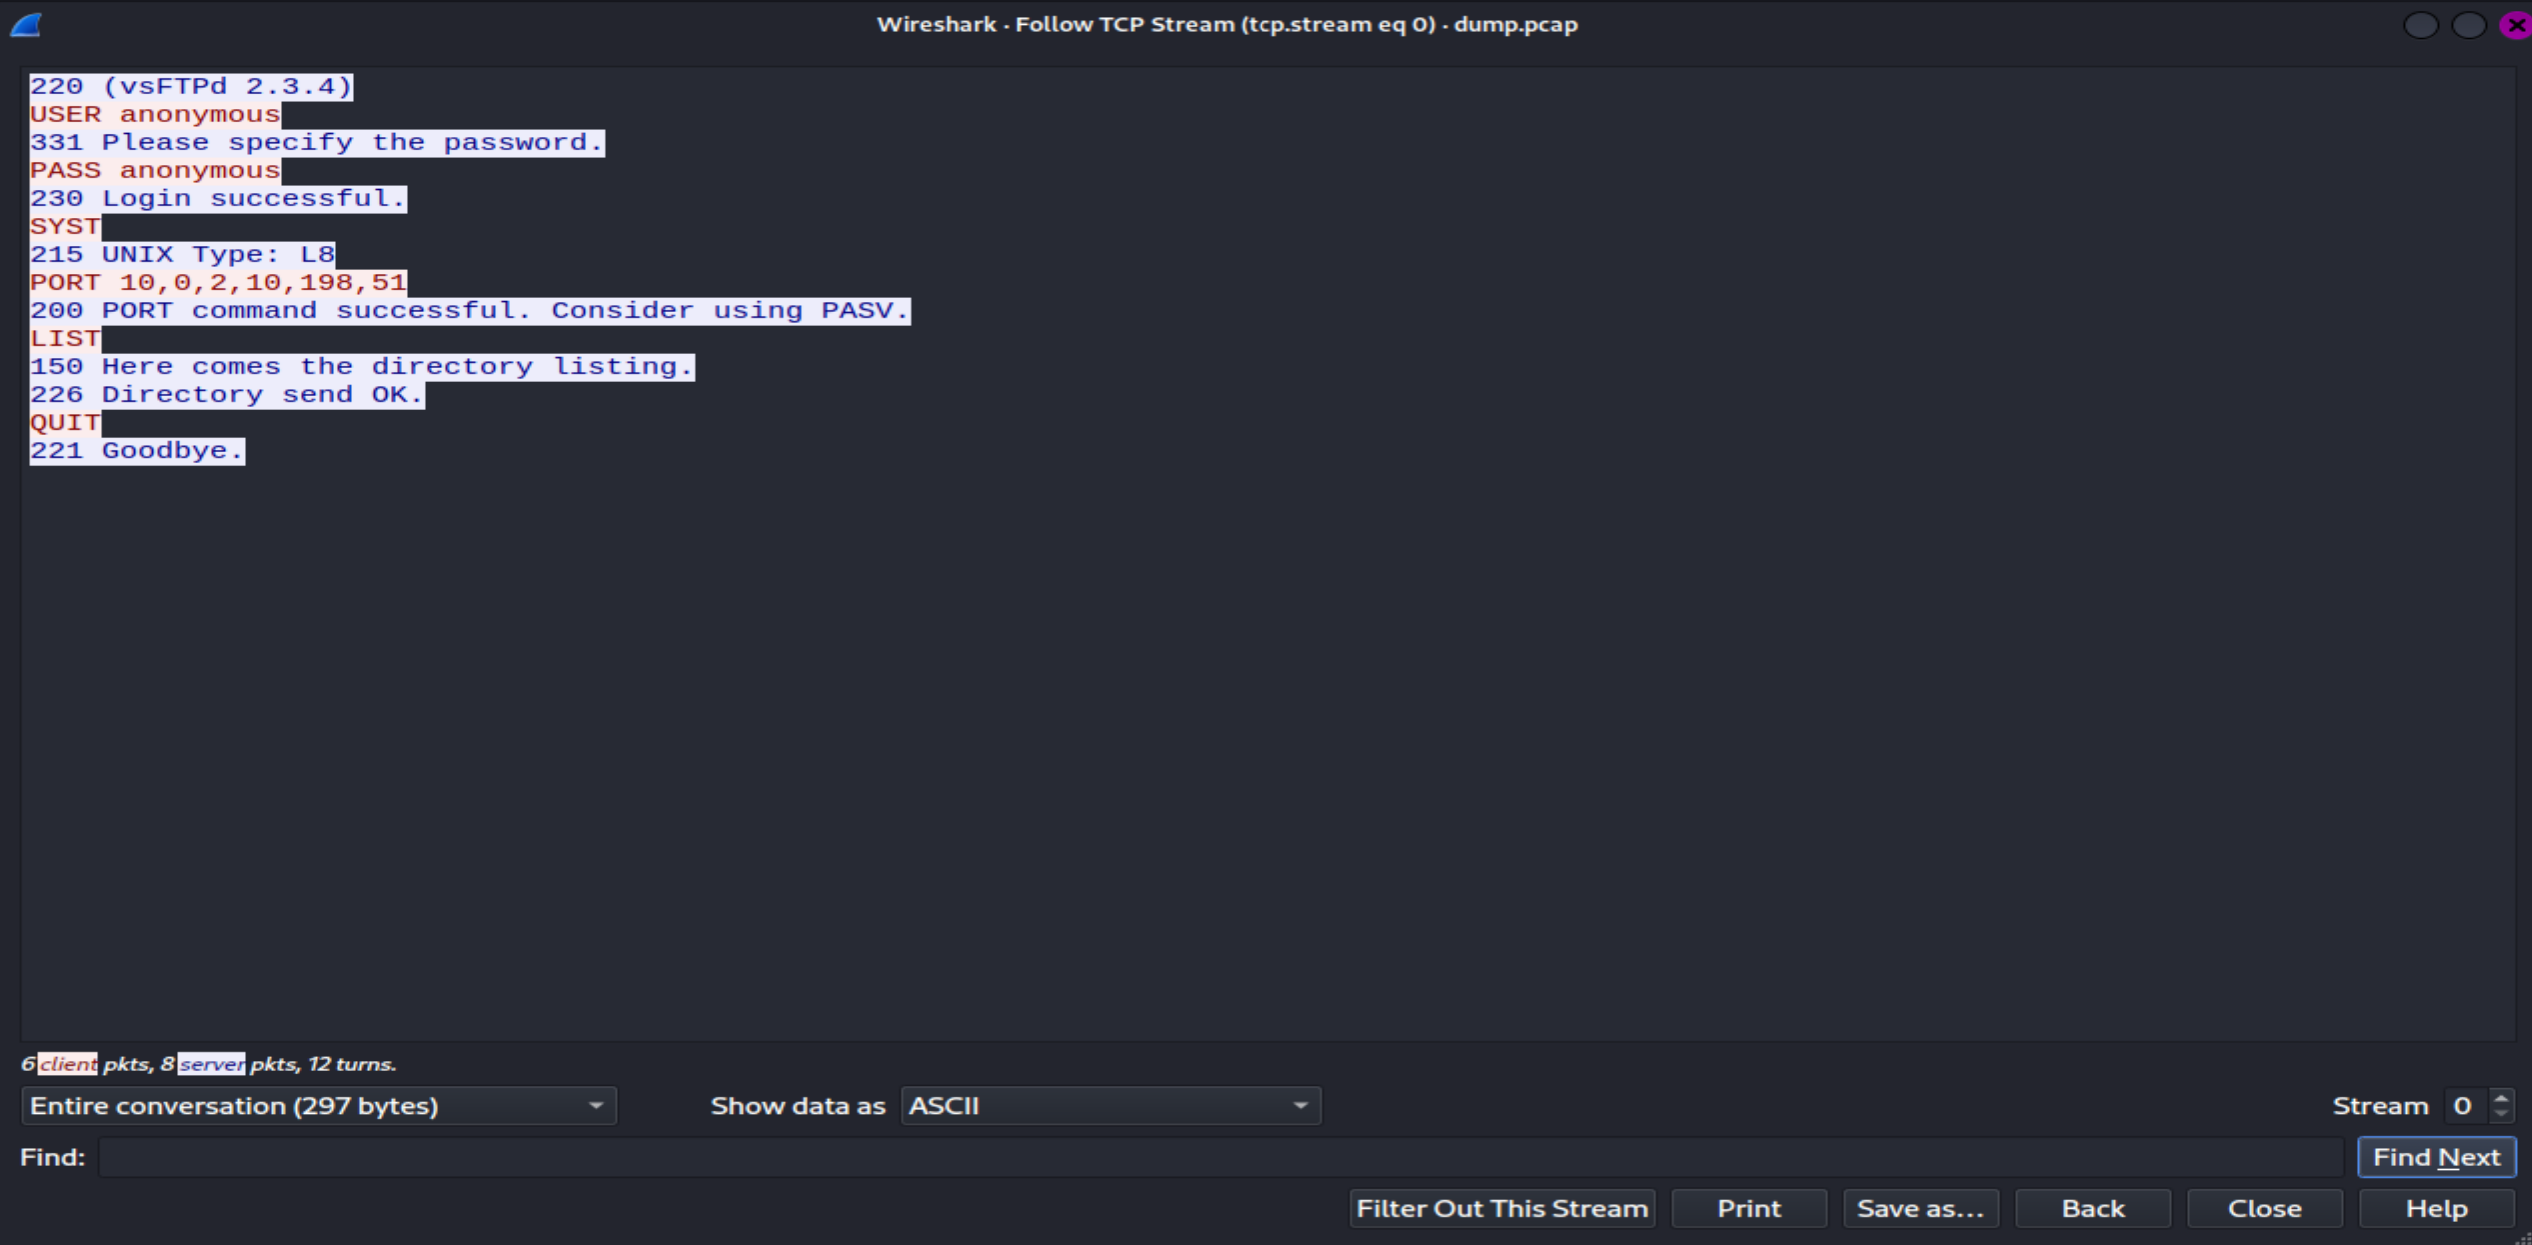 Wireshark · Follow TCP Stream (tcp.stream eq 0) · dump.pcap
220 (vsFTPd 2.3.4)
USER anonymous
331 Please specify the password.
PASS anonymous
230 Login successful.
SYST
215 UNIX Type: L8
PORT 10,0,2,10,198,51
200 PORT command successful. Consider using PASV.
LIST
150 Here comes the directory listing.
226 Directory send OK.
QUIT
221 Goodbye.
6 client pkts, 8 server pkts, 12 turns.
Entire conversation (297 bytes) Show data as ASCII Stream 0
Find: Find Next
Filter Out This Stream Print Save as... Back Close Help